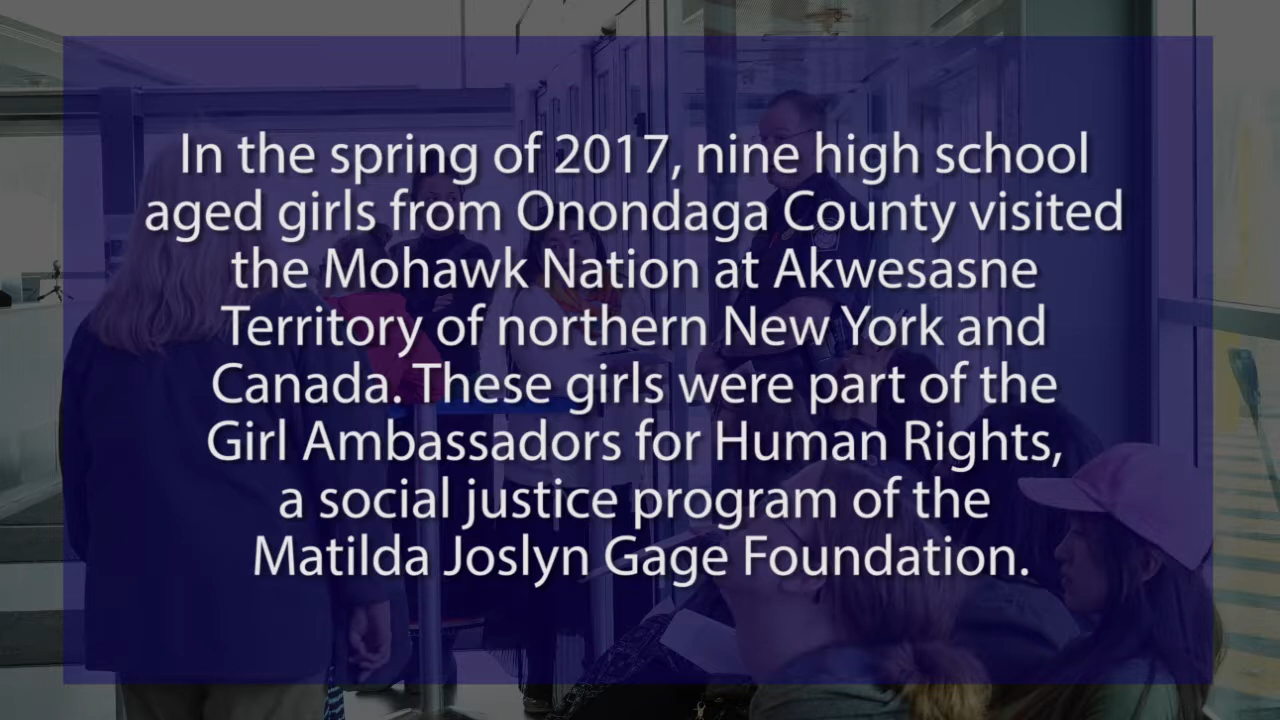 In the spring of 2017, nine high school
aged girls from Onondaga County visited
the Mohawk Nation at Akwesasne
Territory of northern New York and
Canada. These girls were part of the
Girl Ambassadors for Human Rights,
a social justice program of the
Matilda Joslyn Gage Foundation.